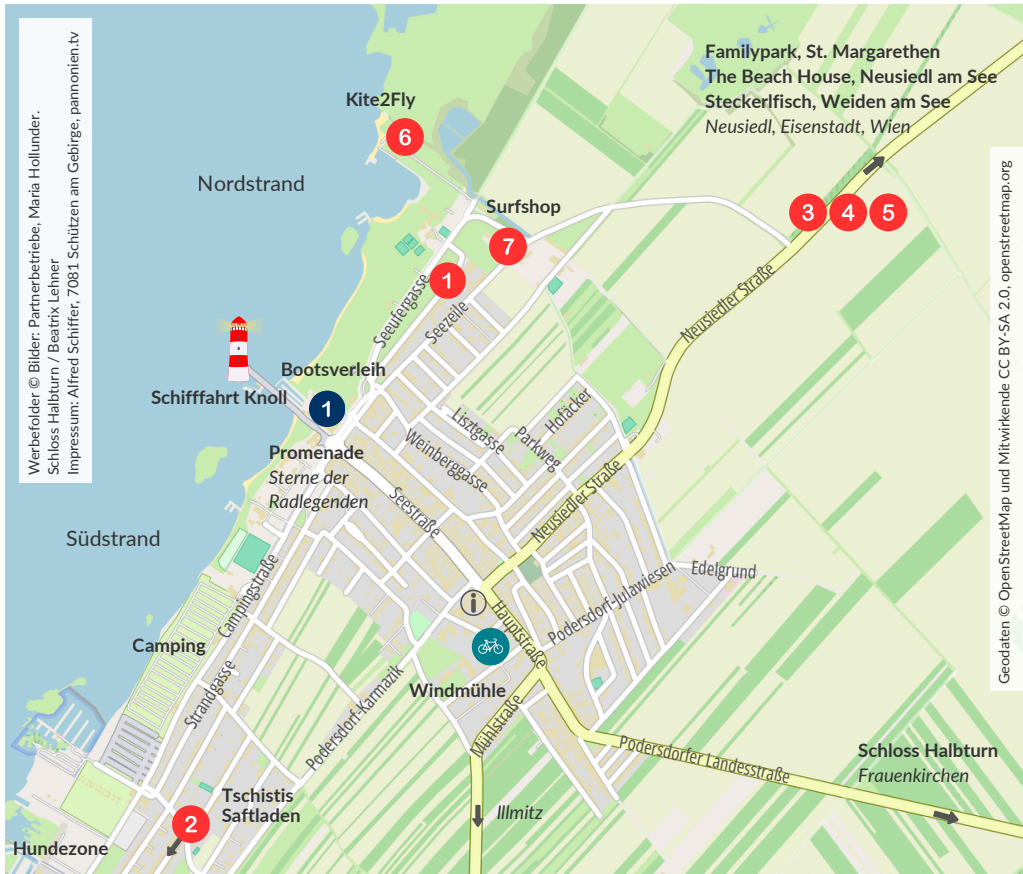 Werbefolder © Bilder: Partnerbetriebe, Maria Hollunder.
Schloss Halbturn / Beatrix Lehner
Impressum: Alfred Schiffer, 7081 Schützen am Gebirge, pannonien.tv
Familypark, St. Margarethen
The Beach House, Neusiedl am See
Steckerlfisch, Weiden am See
Neusiedl, Eisenstadt, Wien
Kite2Fly
6
Nordstrand
Surfshop
7
3 4 5
1
Seeufergasse
Seezeile
Neusiedler Straße
Bootsverleih
Schifffahrt Knoll
1
Promenade
Sterne der
Radlegenden
Lisztgasse
Hofäcker
Parkweg
Weinberggasse
Seestraße
Neusiedler Straße
Südstrand
Campingstraße
Edelgrund
Podersdorf-Julawiesen
i
Hauptstraße
Camping
Strandgasse
Windmühle
Podersdorf-Karmazik
Mühlstraße
Podersdorfer Landesstraße
Schloss Halbturn
Frauenkirchen
Tschistis
Saftladen
2
Illmitz
Hundezone
Geodaten © OpenStreetMap und Mitwirkende CC BY-SA 2.0, openstreetmap.org